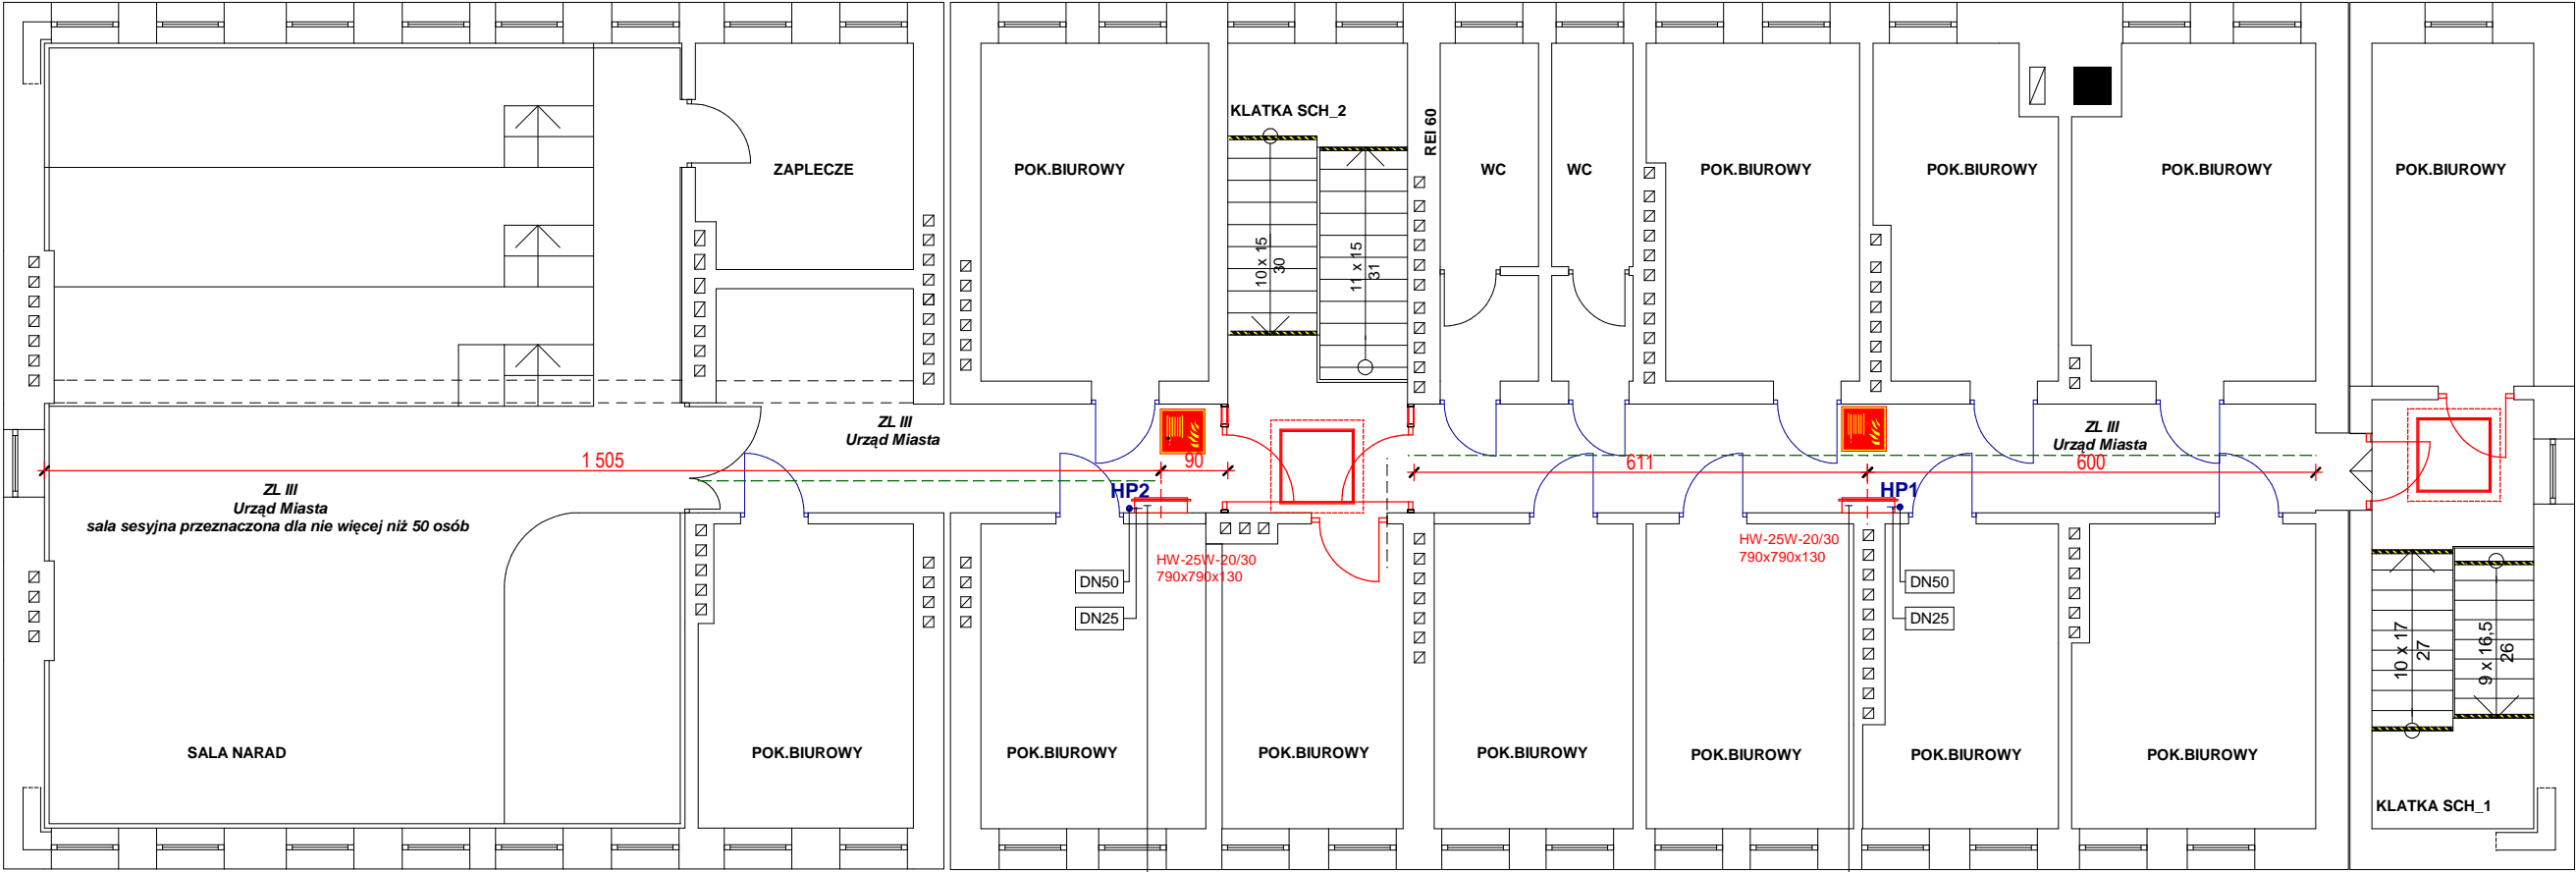 KLATKA SCH_2
REI 60
ZAPLECZE
POK.BIUROWY
WC
WC
POK.BIUROWY
POK.BIUROWY
POK.BIUROWY
POK.BIUROWY
10 x 15
30
11 x 15
31
ZL III
Urząd Miasta
ZL III
Urząd Miasta
1 505
90
611
600
ZL III
Urząd Miasta
sala sesyjna przeznaczona dla nie więcej niż 50 osób
HP2
HP1
HW-25W-20/30
790x790x130
HW-25W-20/30
790x790x130
DN50
DN25
DN50
DN25
10 x 17
27
9 x 16,5
26
SALA NARAD
POK.BIUROWY
POK.BIUROWY
POK.BIUROWY
POK.BIUROWY
POK.BIUROWY
POK.BIUROWY
POK.BIUROWY
KLATKA SCH_1